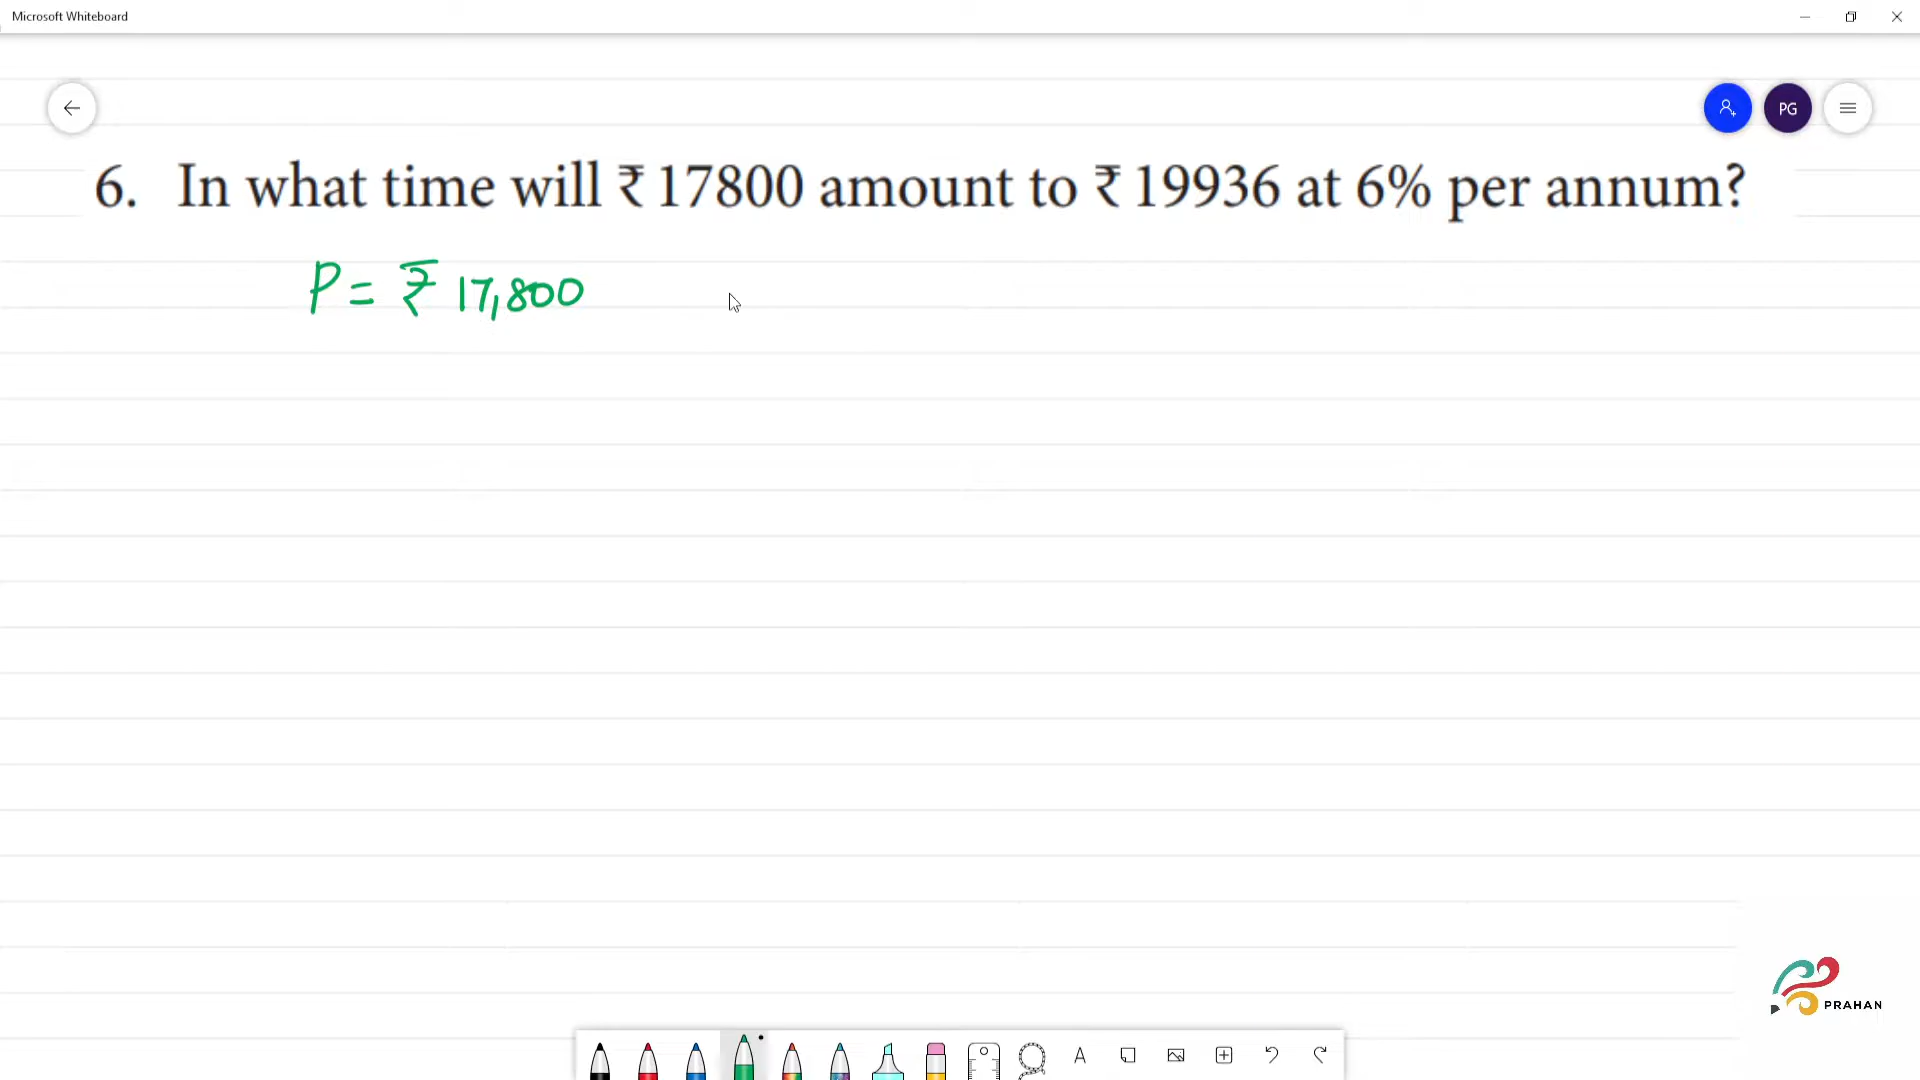 Microsoft Whiteboard
PG
6. In what time will ₹ 17800 amount to ₹ 19936 at 6% per annum?
P = ₹ 17,800
PRAHAN
A